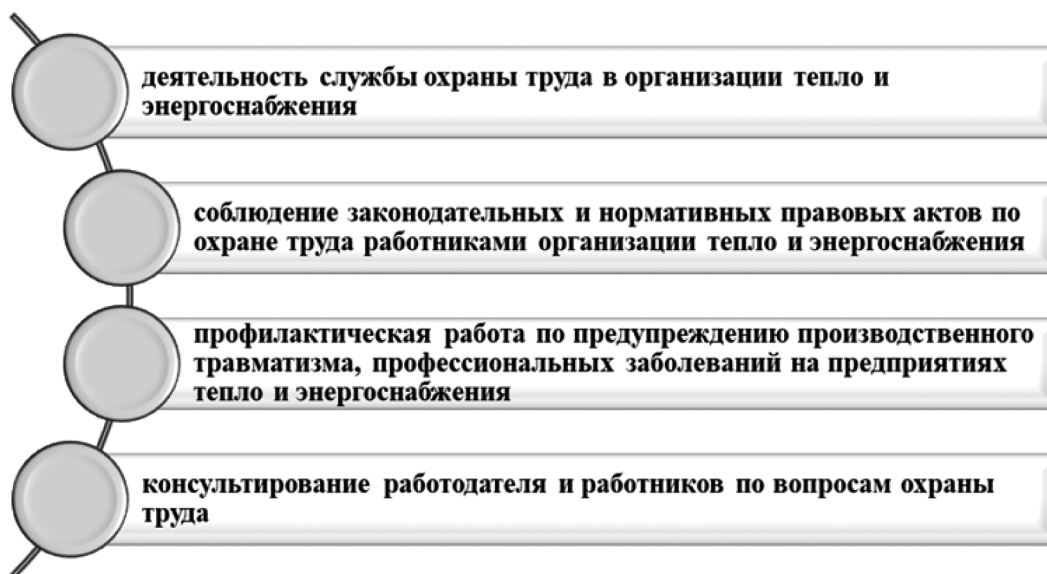 деятельность службы охраны труда в организации тепло и
энергоснабжения
соблюдение законодательных и нормативных правовых актов по
охране труда работниками организации тепло и энергоснабжения
профилактическая работа по предупреждению производственного
травматизма, профессиональных заболеваний на предприятиях
тепло и энергоснабжения
консультирование работодателя и работников по вопросам охраны
труда